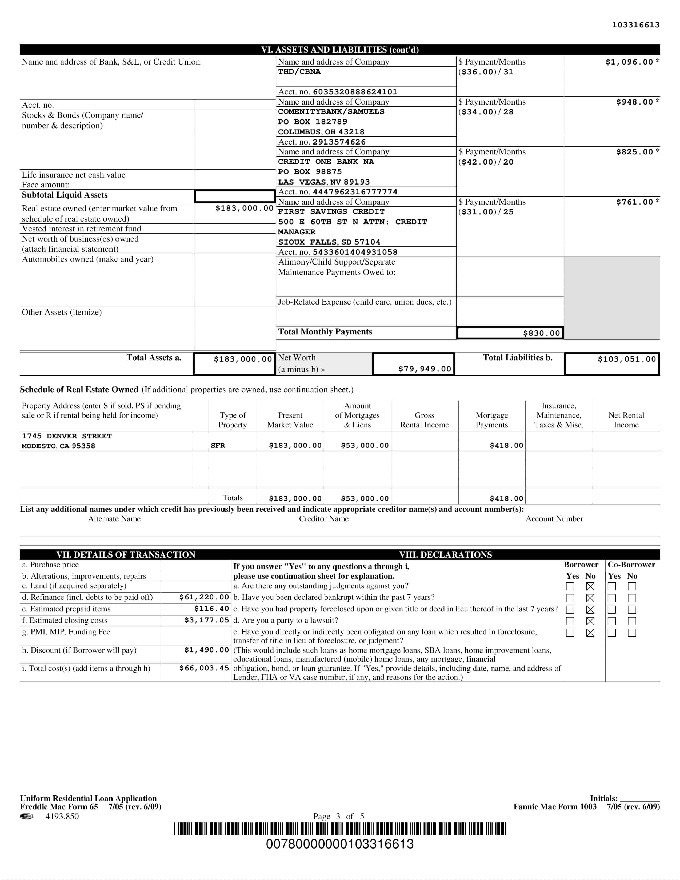 103316613
VI. ASSETS AND LIABILITIES (cont'd)
Name and address of Bank, S&L, or Credit Union
Name and address of Company
$ Payment/Months
$1,096.00 *
THD/CBNA
($36.00)/31
Acct. no. 6035320888624101
Acct. no.
Name and address of Company
$ Payment/Months
$948.00 *
Stocks & Bonds (Company name/
number & description)
COMENITYBANK/SAMUELS
($34.00)/28
PO BOX 182789
COLUMBUS, OH 43218
Acct. no. 2913574626
Name and address of Company
$ Payment/Months
$825.00 *
CREDIT ONE BANK NA
($42.00)/20
PO BOX 98875
Life insurance net cash value
LAS VEGAS, NV 89193
Face amount:
Acct. no. 4447962316777774
Subtotal Liquid Assets
Name and address of Company
$ Payment/Months
$761.00 *
Real estate owned (enter market value from
schedule of real estate owned)
$183,000.00
FIRST SAVINGS CREDIT
($31.00)/25
500 E 60TH ST N ATTN: CREDIT
MANAGER
Vested interest in retirement fund
Net worth of business(es) owned
(attach financial statement)
SIOUX FALLS, SD 57104
Acct. no. 5433601404931058
Automobiles owned (make and year)
Alimony/Child Support/Separate
Maintenance Payments Owed to:
Job-Related Expense (child care, union dues, etc.)
Other Assets (itemize)
Total Monthly Payments
$830.00
Total Assets a.
$183,000.00
Net Worth
(a minus b) »
$79,949.00
Total Liabilities b.
$103,051.00
Schedule of Real Estate Owned (If additional properties are owned, use continuation sheet.)
Property Address (enter S if sold, PS if pending
sale or R if rental being held for income)
Type of
Property
Present
Market Value
Amount
of Mortgages
& Liens
Gross
Rental Income
Mortgage
Payments
Insurance,
Maintenance,
Taxes & Misc.
Net Rental
Income
1745 DENVER STREET
MODESTO, CA 95358
SFR
$183,000.00
$53,000.00
$418.00
Totals
$183,000.00
$53,000.00
$418.00
List any additional names under which credit has previously been received and indicate appropriate creditor name(s) and account number(s):
Alternate Name
Creditor Name
Account Number
VII. DETAILS OF TRANSACTION
VIII. DECLARATIONS
a. Purchase price
b. Alterations, improvements, repairs
c. Land (if acquired separately)
d. Refinance (incl. debts to be paid off)
$61,220.00
e. Estimated prepaid items
$116.40
f. Estimated closing costs
$3,177.05
g. PMI, MIP, Funding Fee
h. Discount (if Borrower will pay)
$1,490.00
i. Total cost(s) (add items a through h)
$66,003.45
If you answer "Yes" to any questions a through i,
please use continuation sheet for explanation.
Borrower
Co-Borrower
Yes No
Yes No
a. Are there any outstanding judgments against you?
b. Have you been declared bankrupt within the past 7 years?
c. Have you had property foreclosed upon or given title or deed in lieu thereof in the last 7 years?
d. Are you a party to a lawsuit?
e. Have you directly or indirectly been obligated on any loan which resulted in foreclosure,
transfer of title in lieu of foreclosure, or judgment?
(This would include such loans as home mortgage loans, SBA loans, home improvement loans,
educational loans, manufactured (mobile) home loans, any mortgage, financial
obligation, bond, or loan guarantee. If "Yes," provide details, including date, name, and address of
Lender, FHA or VA case number, if any, and reasons for the action.)
Uniform Residential Loan Application
Freddie Mac Form 65 7/05 (rev. 6/09)
4193.850
Page 3 of 5
Initials:
Fannie Mae Form 1003 7/05 (rev. 6/09)
00780000000103316613